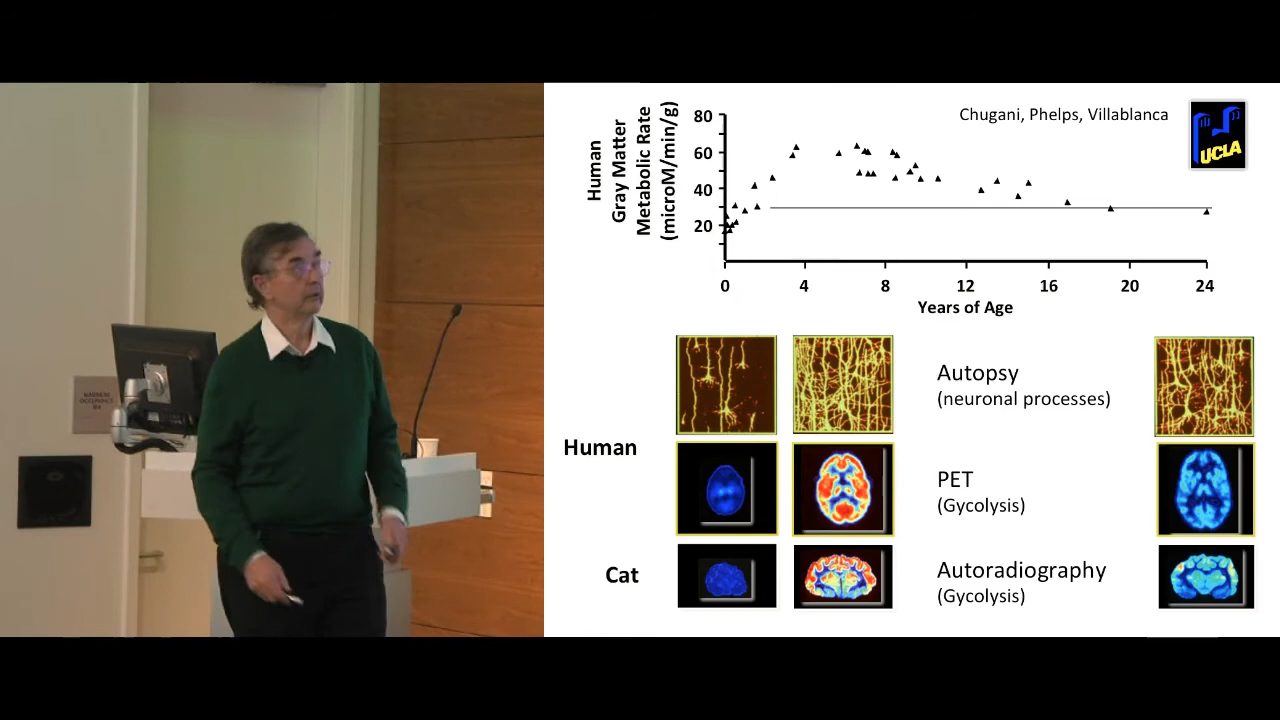 Human
Gray Matter
Metabolic Rate
(microM/min/g)
80
60
40
20
Chugani, Phelps, Villablanca
UCLA
0
4
8
12
16
20
24
Years of Age
Autopsy
(neuronal processes)
Human
PET
(Gycolysis)
Cat
Autoradiography
(Gycolysis)